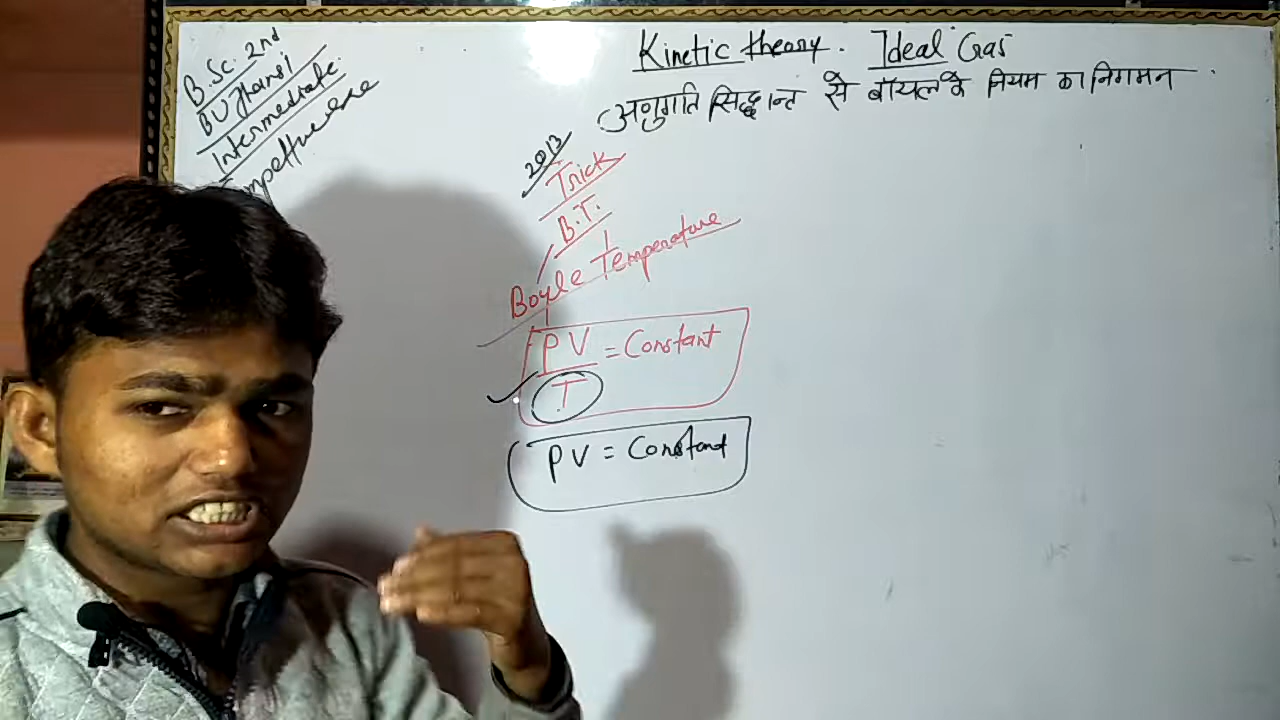 B.Sc. 2nd
BU Jhansi
Intermediate
Kinetic theory. Ideal Gas
अणुगति सिद्धान्त से बॉयल के नियम का निगमन
2013
Trick
B.T.
Boyle Temperature
PV
T
= Constant
PV = Constant